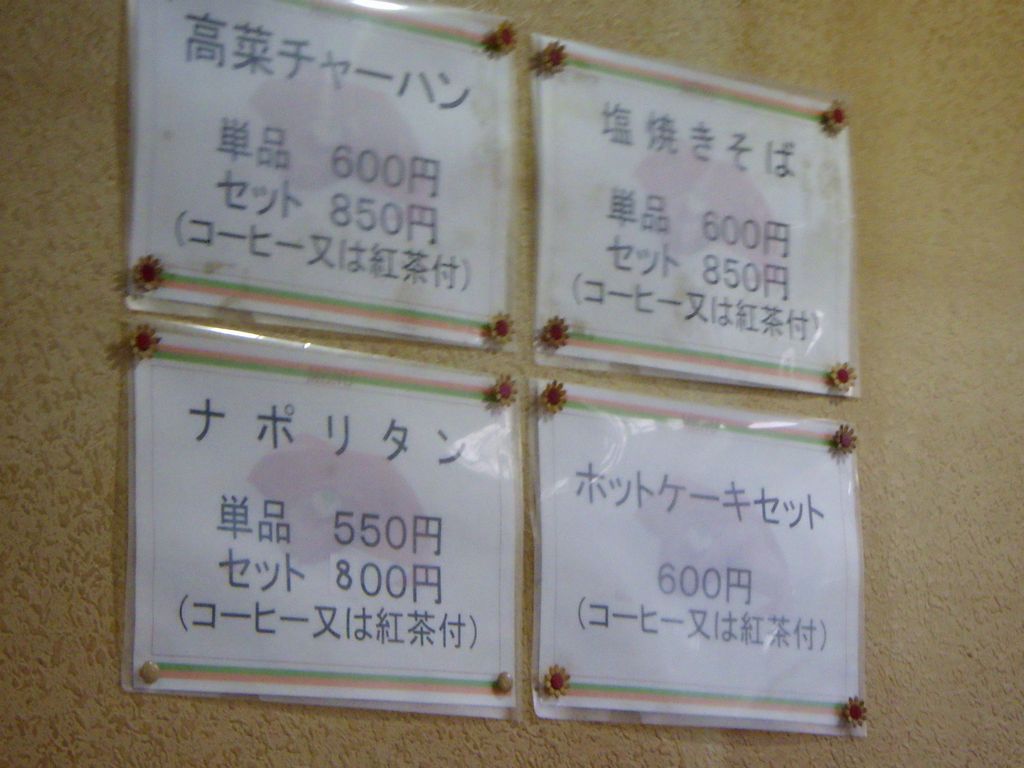 高菜チャーハン
単品 600円
セット 850円
(コーヒー又は紅茶付)
塩焼きそば
単品 600円
セット 850円
(コーヒー又は紅茶付)
ナポリタン
単品 550円
セット 800円
(コーヒー又は紅茶付)
ホットケーキセット
600円
(コーヒー又は紅茶付)